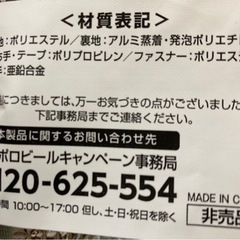 <材質表記>
地:ポリエステル/裏地:アルミ蒸着・発泡ポリエチ
ち手・テープ:ポリプロピレン/ファスナー:ポリエス
手:亜鉛合金
につきましては、万一お気づきの点がございました
下記事務局までご連絡ください。
本製品に関するお問い合わせ先
ポロビールキャンペーン事務局
120-625-554
時間 10:00~17:00 但し、土・日・祝日を除く
MADE IN C
非売品